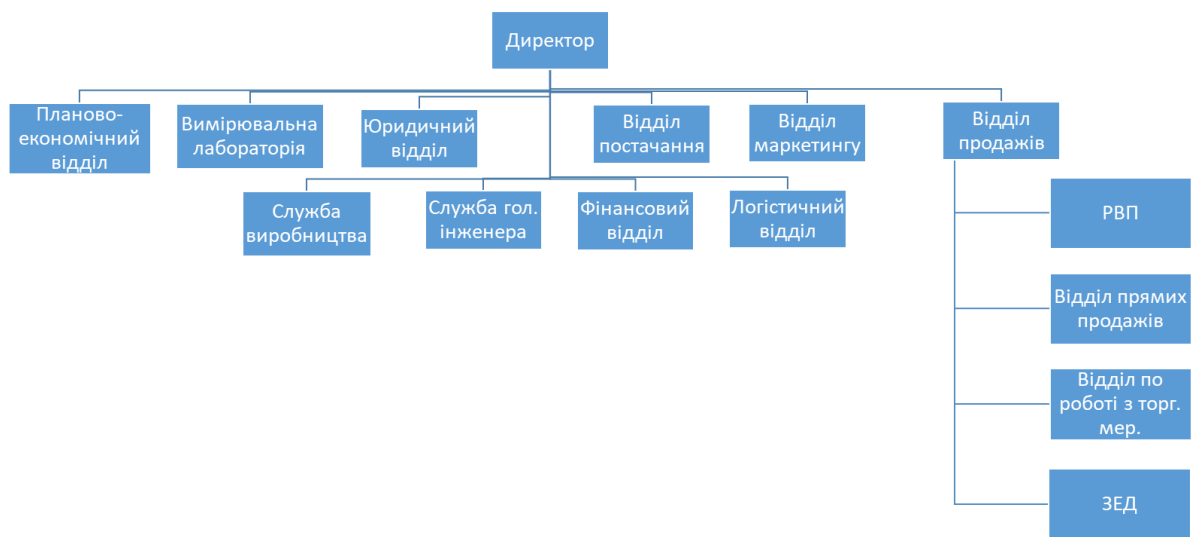 Директор
Планово-
економічний
відділ
Вимірювальна
лабораторія
Юридичний
відділ
Відділ
постачання
Відділ
маркетингу
Відділ
продажів
Служба
виробництва
Служба гол.
інженера
Фінансовий
відділ
Логістичний
відділ
РВП
Відділ прямих
продажів
Відділ по
роботі з торг.
мер.
ЗЕД